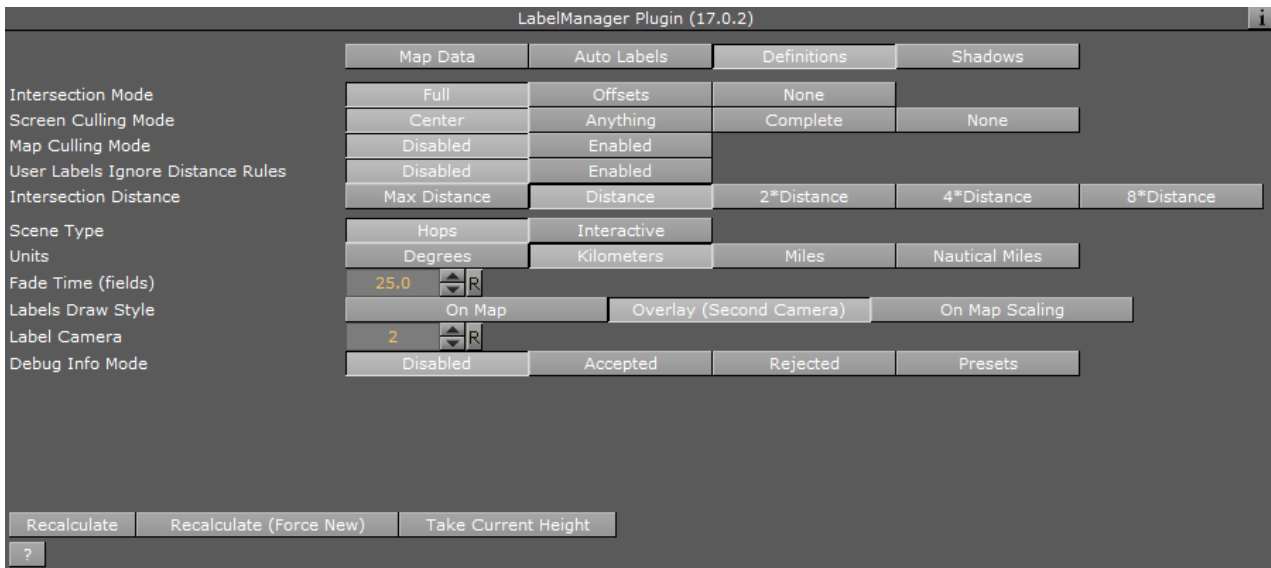 LabelManager Plugin (17.0.2) i
Map Data Auto Labels Definitions Shadows
Intersection Mode Full Offsets None
Screen Culling Mode Center Anything Complete None
Map Culling Mode Disabled Enabled
User Labels Ignore Distance Rules Disabled Enabled
Intersection Distance Max Distance Distance 2*Distance 4*Distance 8*Distance
Scene Type Hops Interactive
Units Degrees Kilometers Miles Nautical Miles
Fade Time (fields) 25.0 R
Labels Draw Style On Map Overlay (Second Camera) On Map Scaling
Label Camera 2 R
Debug Info Mode Disabled Accepted Rejected Presets
Recalculate Recalculate (Force New) Take Current Height
?